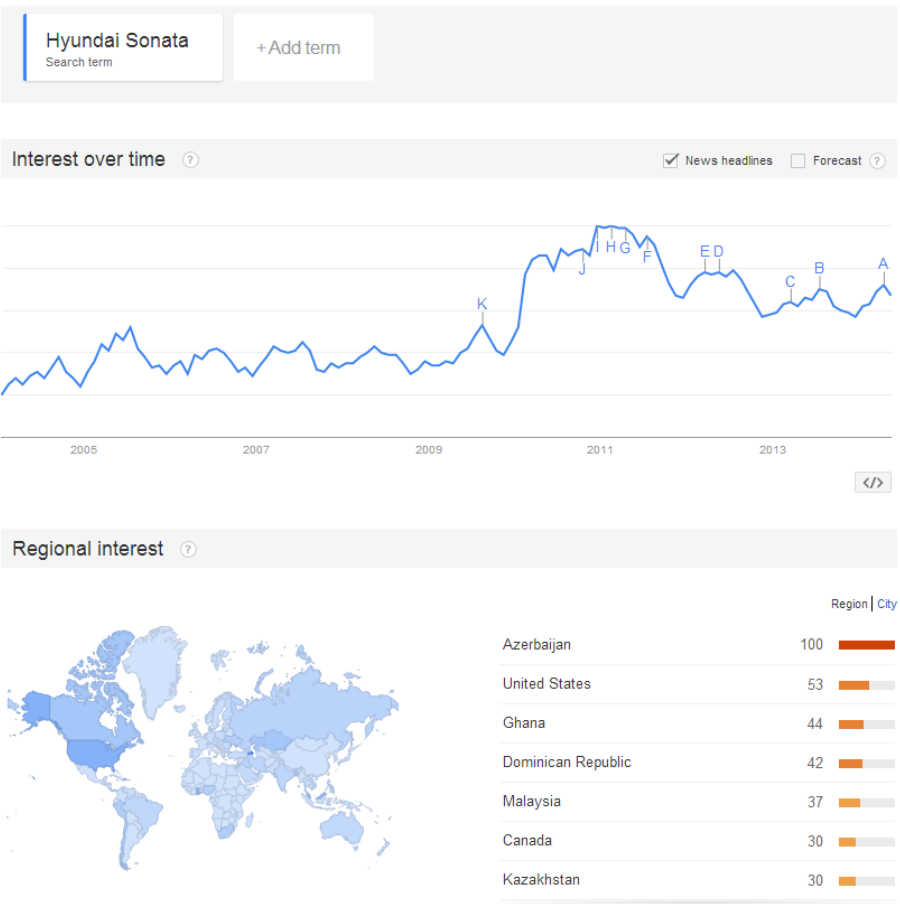 Hyundai Sonata
Search term
+Add term
Interest over time ?
News headlines Forecast ?
A
B
C
D
E
F
G
H
I
J
K
2005 2007 2009 2011 2013
</>
Regional interest ?
Region | City
Azerbaijan 100
United States 53
Ghana 44
Dominican Republic 42
Malaysia 37
Canada 30
Kazakhstan 30